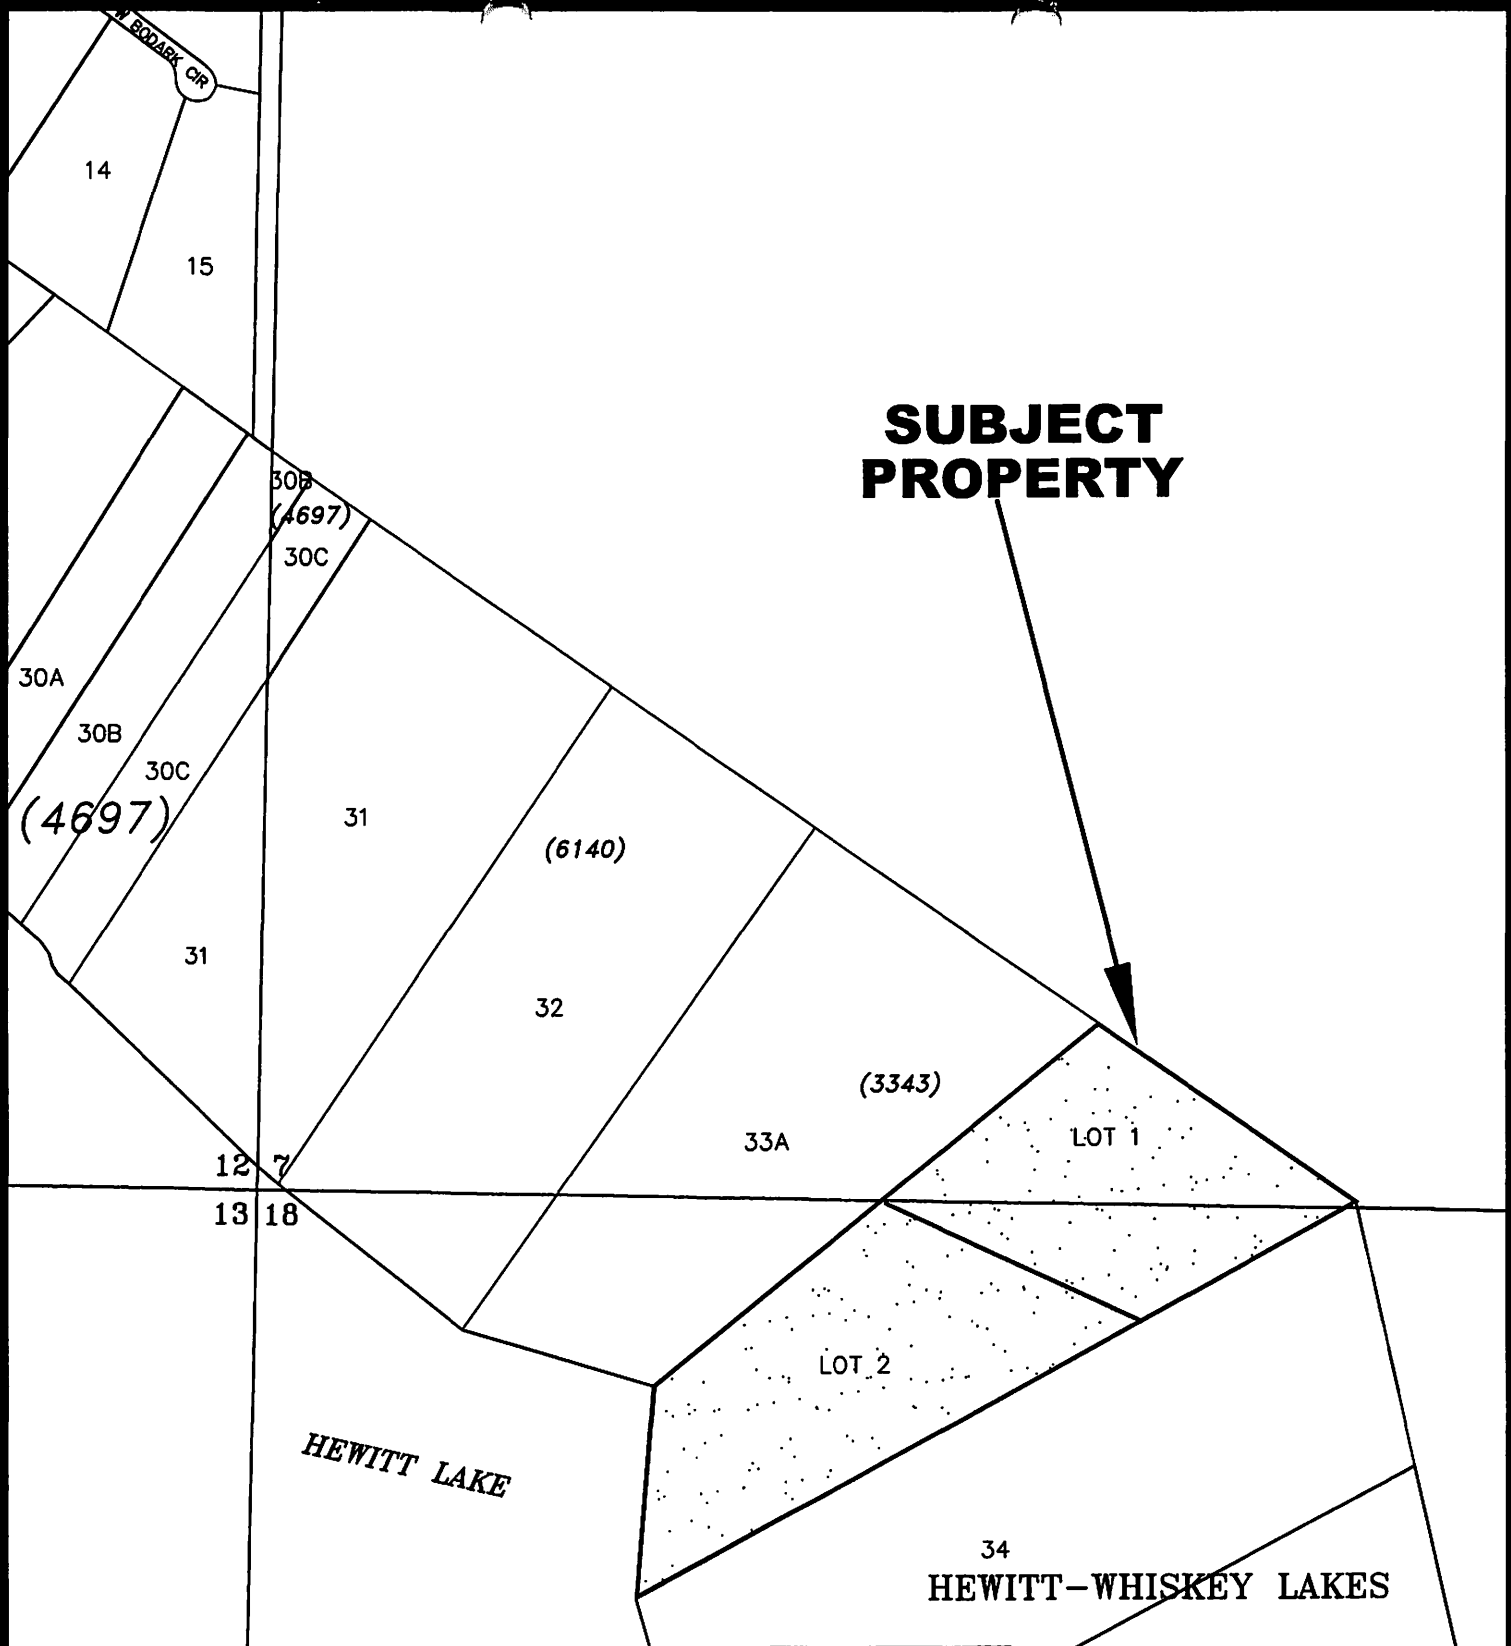 W BODARK CIR
14
15
SUBJECT
PROPERTY
30B
(4697)
30C
30A
30B
30C
(4697)
31
(6140)
31
32
(3343)
LOT 1
33A
12 7
13 18
LOT 2
HEWITT LAKE
34
HEWITT-WHISKEY LAKES